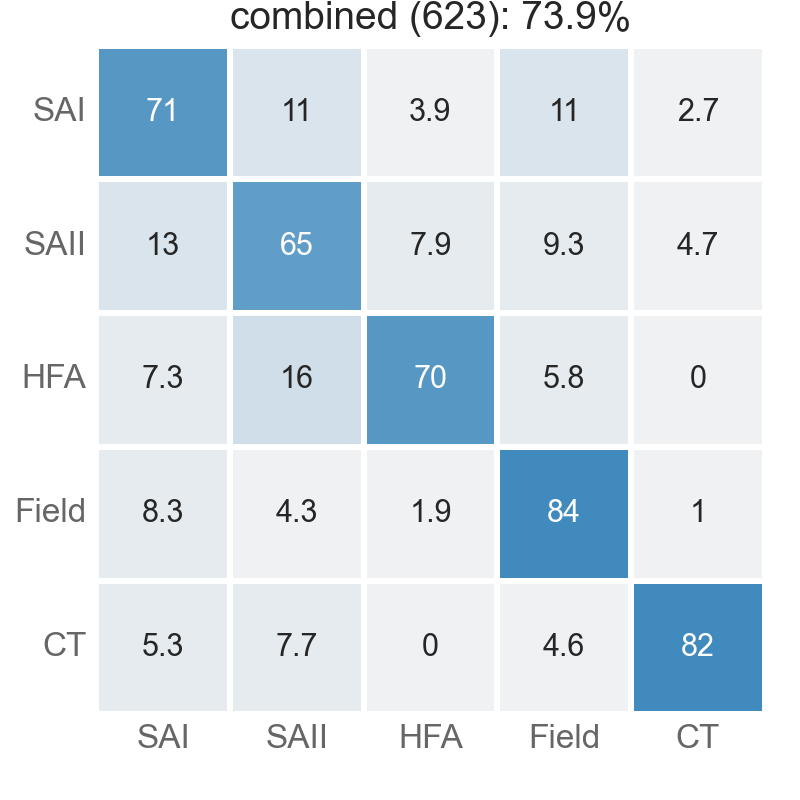 combined (623): 73.9%
SAI 71 11 3.9 11 2.7
SAII 13 65 7.9 9.3 4.7
HFA 7.3 16 70 5.8 0
Field 8.3 4.3 1.9 84 1
CT 5.3 7.7 0 4.6 82
SAI SAII HFA Field CT